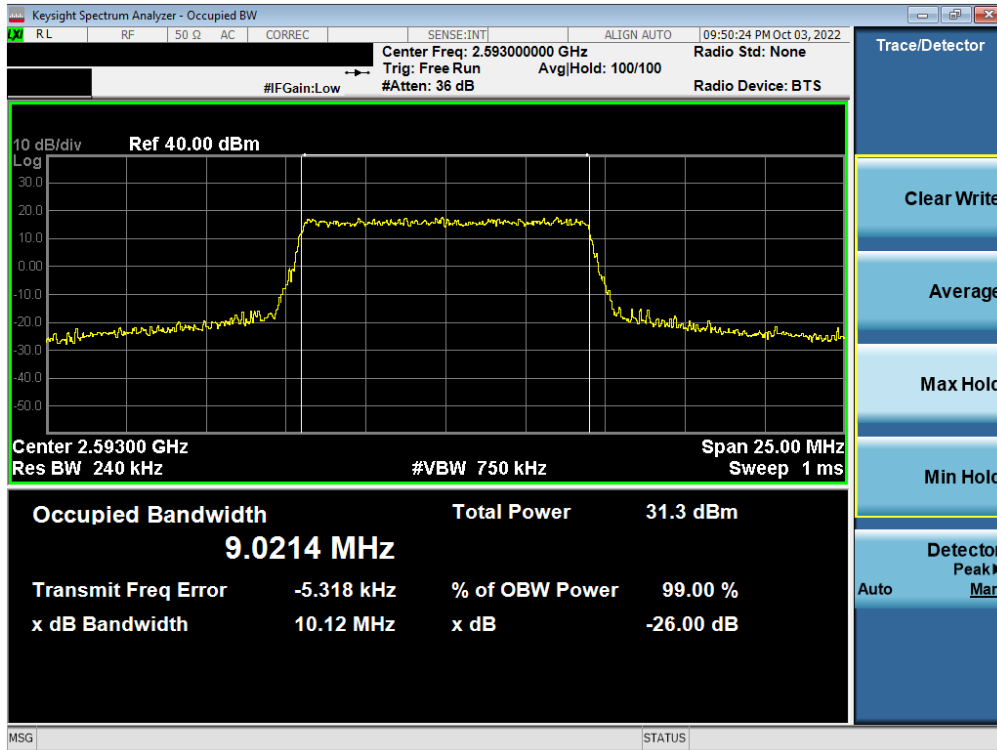 Keysight Spectrum Analyzer - Occupied BW
LXI RL RF 50 Ω AC CORREC SENSE:INT ALIGN AUTO 09:50:24 PM Oct 03, 2022
Center Freq: 2.593000000 GHz Radio Std: None
Trig: Free Run Avg|Hold: 100/100
#IFGain:Low #Atten: 36 dB Radio Device: BTS
Trace/Detector
10 dB/div Ref 40.00 dBm
Log
30.0
20.0
10.0
0.00
-10.0
-20.0
-30.0
-40.0
-50.0
Center 2.59300 GHz Span 25.00 MHz
Res BW 240 kHz #VBW 750 kHz Sweep 1 ms
Occupied Bandwidth Total Power 31.3 dBm
9.0214 MHz
Transmit Freq Error -5.318 kHz % of OBW Power 99.00 %
x dB Bandwidth 10.12 MHz x dB -26.00 dB
Clear Write
Average
Max Hold
Min Hold
Detector
Peak▶
Auto Man
MSG STATUS